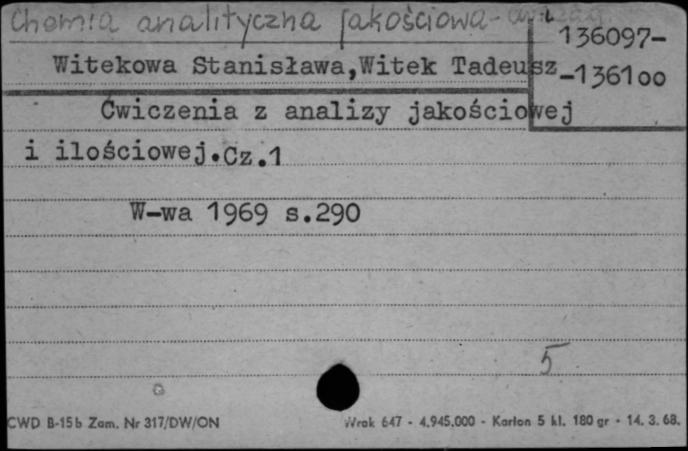 Chemia analityczna jakościowa-
136097-
Witekowa Stanisława,Witek Tadeusz
-136100
Ćwiczenia z analizy jakościowej
i ilościowej.Cz.1
W-wa 1969 s.290
5
CWD B-15b Zam. Nr 317/DW/ON Wrak 647 - 4.945.000 - Karton 5 kl. 180 gr - 14. 3. 68.